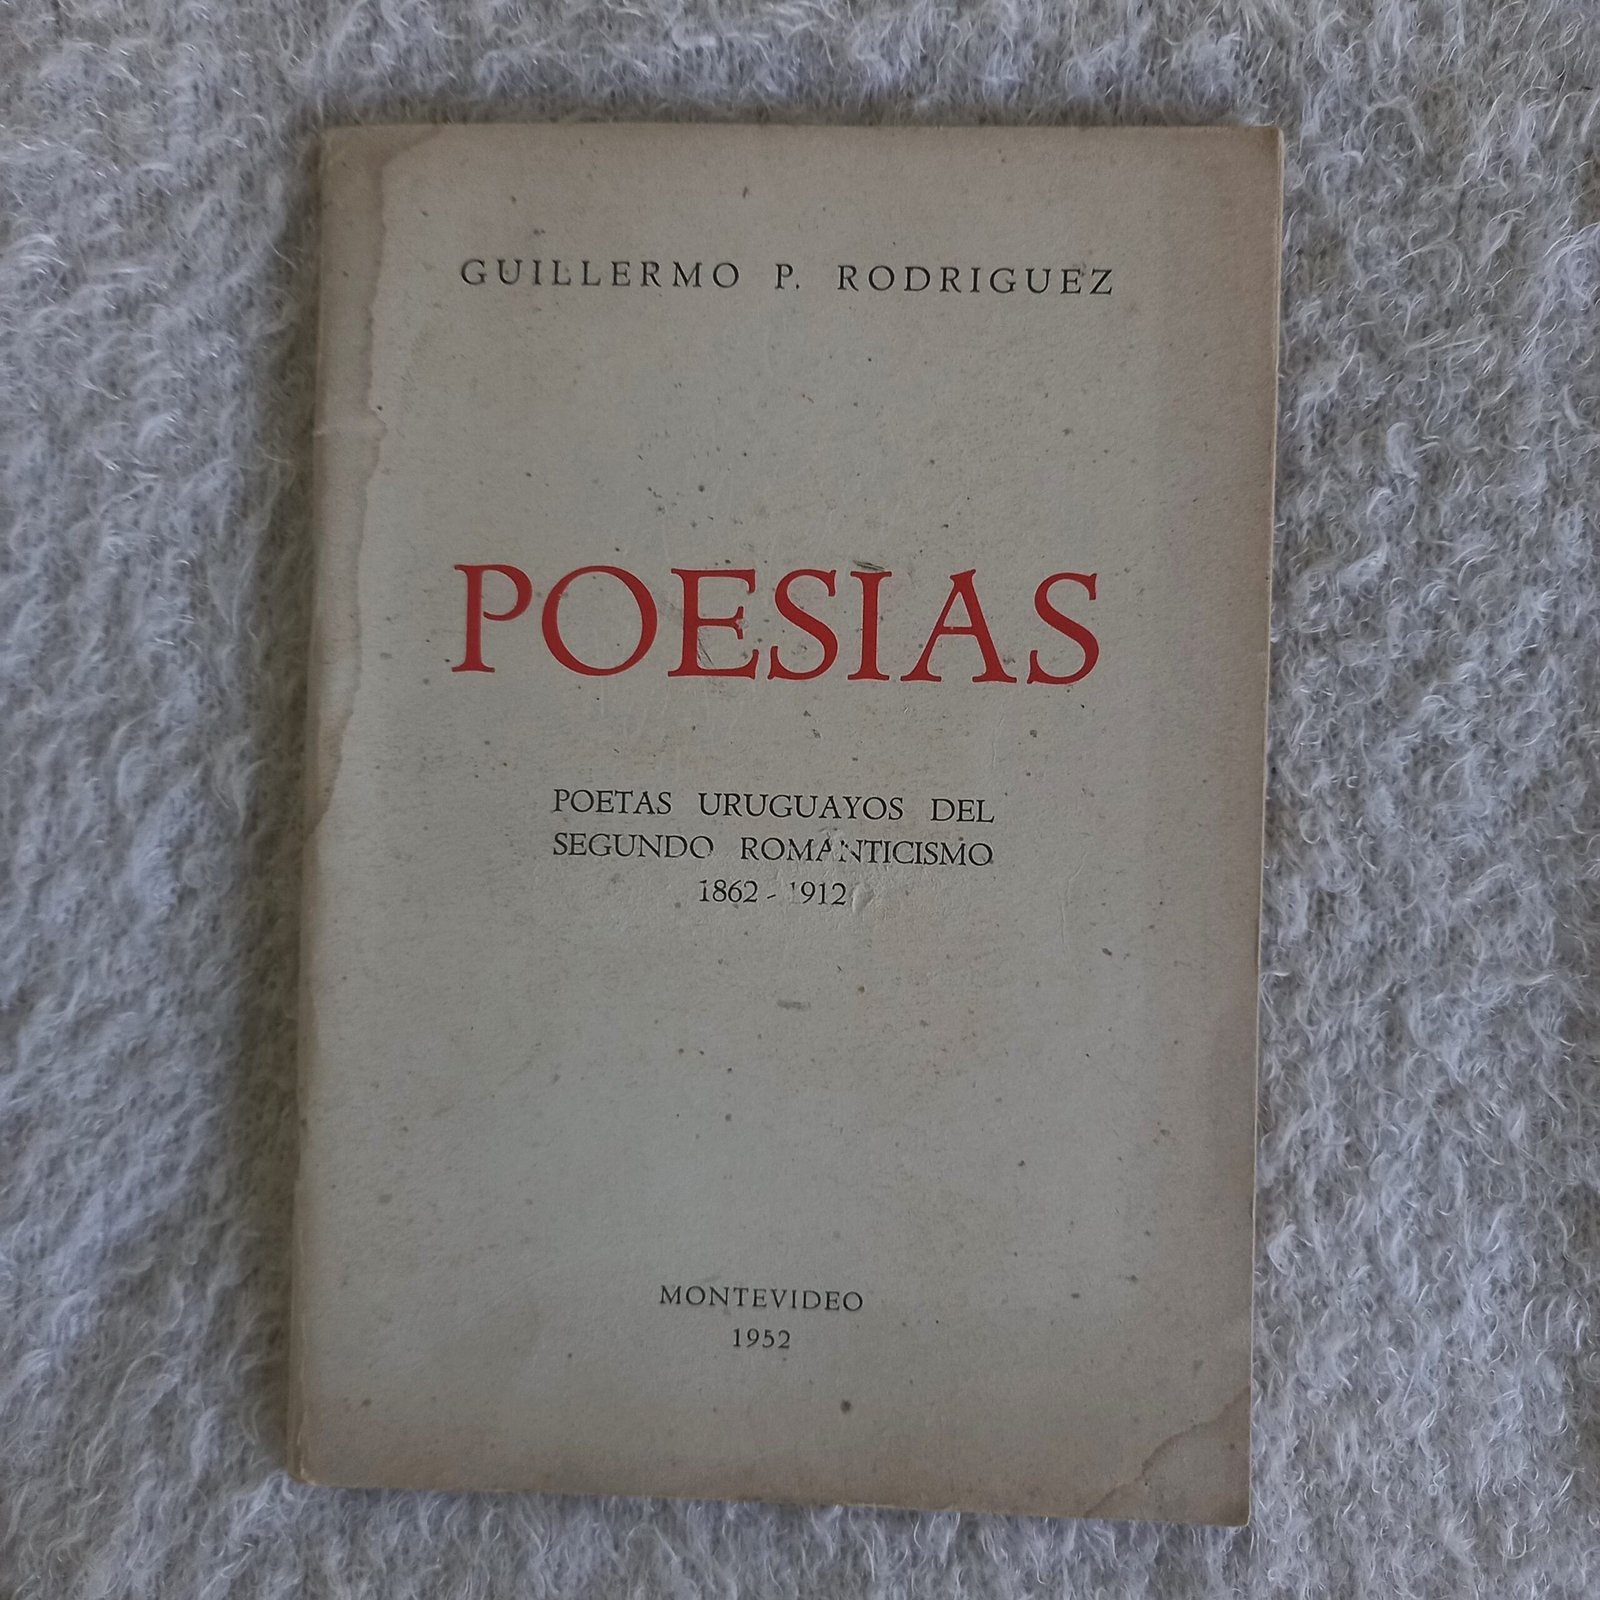 GUILLERMO P. RODRIGUEZ
POESIAS
POETAS URUGUAYOS DEL
SEGUNDO ROMANTICISMO
1862 - 1912
MONTEVIDEO
1952